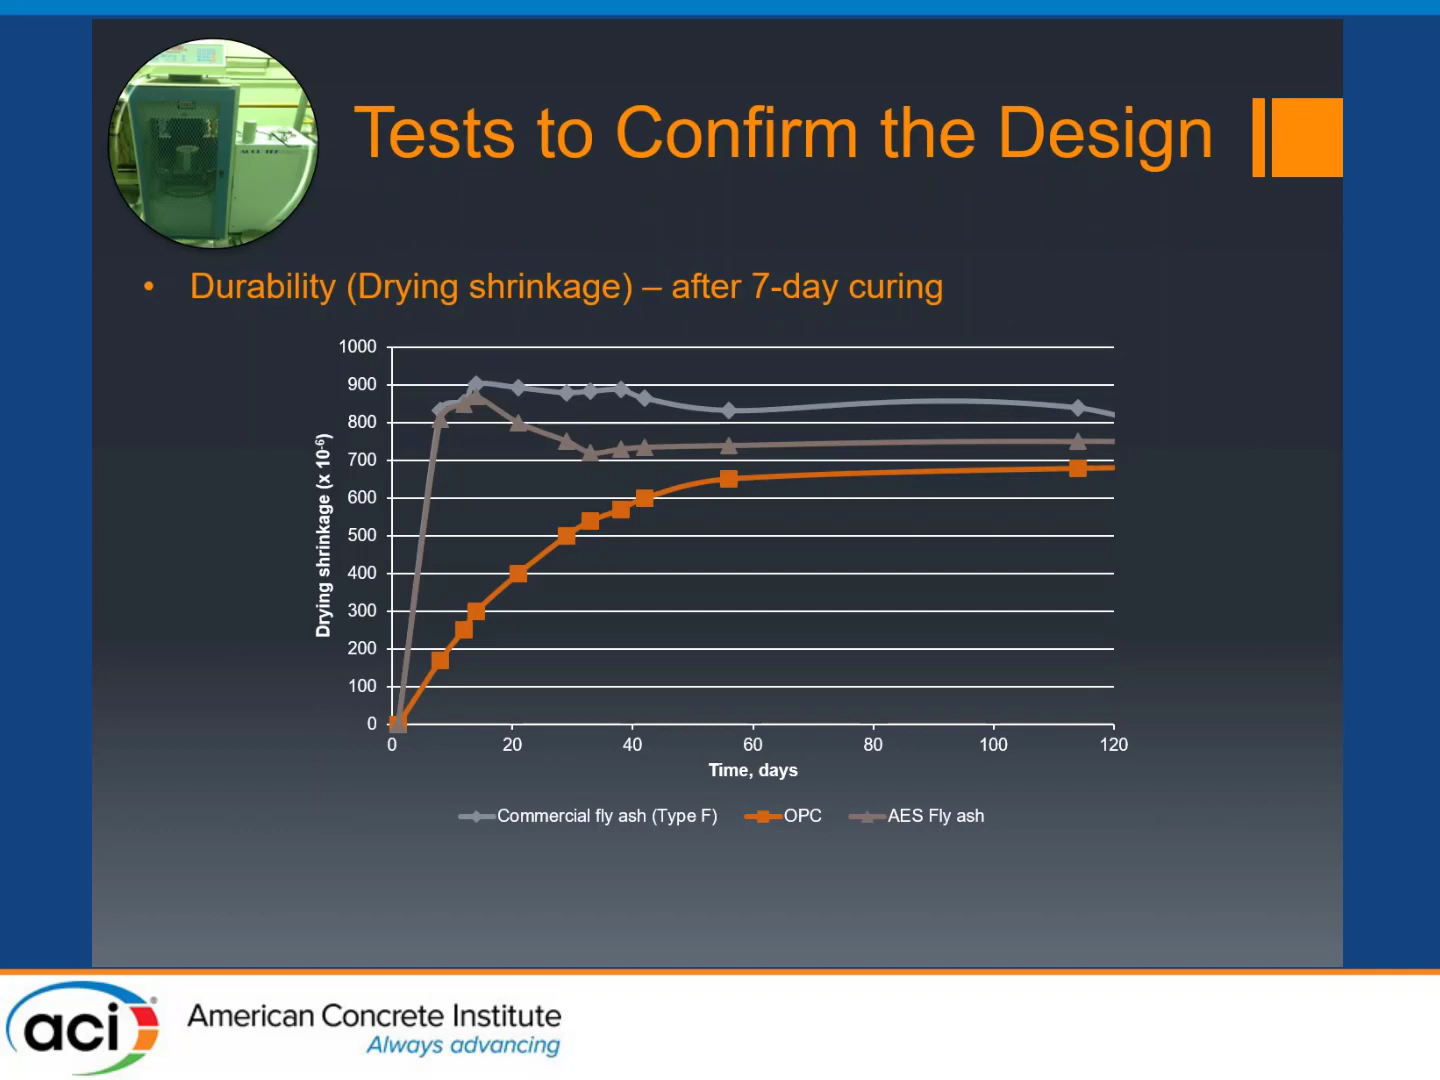 Tests to Confirm the Design
• Durability (Drying shrinkage) – after 7-day curing
1000
900
800
700
600
500
400
300
200
100
0
Drying shrinkage (x 10-6)
0 20 40 60 80 100 120
Time, days
Commercial fly ash (Type F) OPC AES Fly ash
aci®
American Concrete Institute
Always advancing